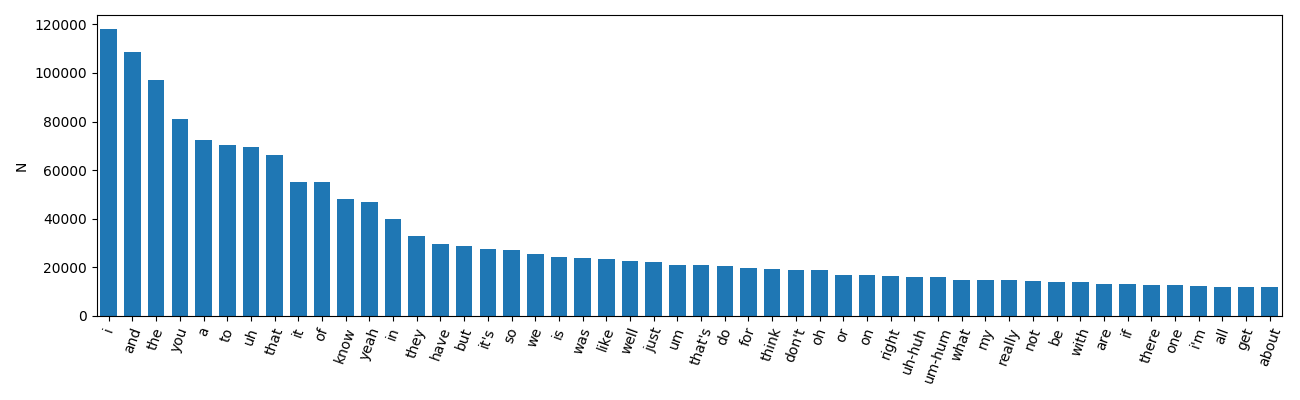 120000
100000
80000
60000
40000
20000
0
N
i
and
the
you
a
to
uh
that
it
of
know
yeah
in
they
have
but
it's
so
we
is
was
like
well
just
um
that's
do
for
think
don't
oh
or
on
right
uh-huh
um-hum
what
my
really
not
be
with
are
if
there
one
i'm
all
get
about